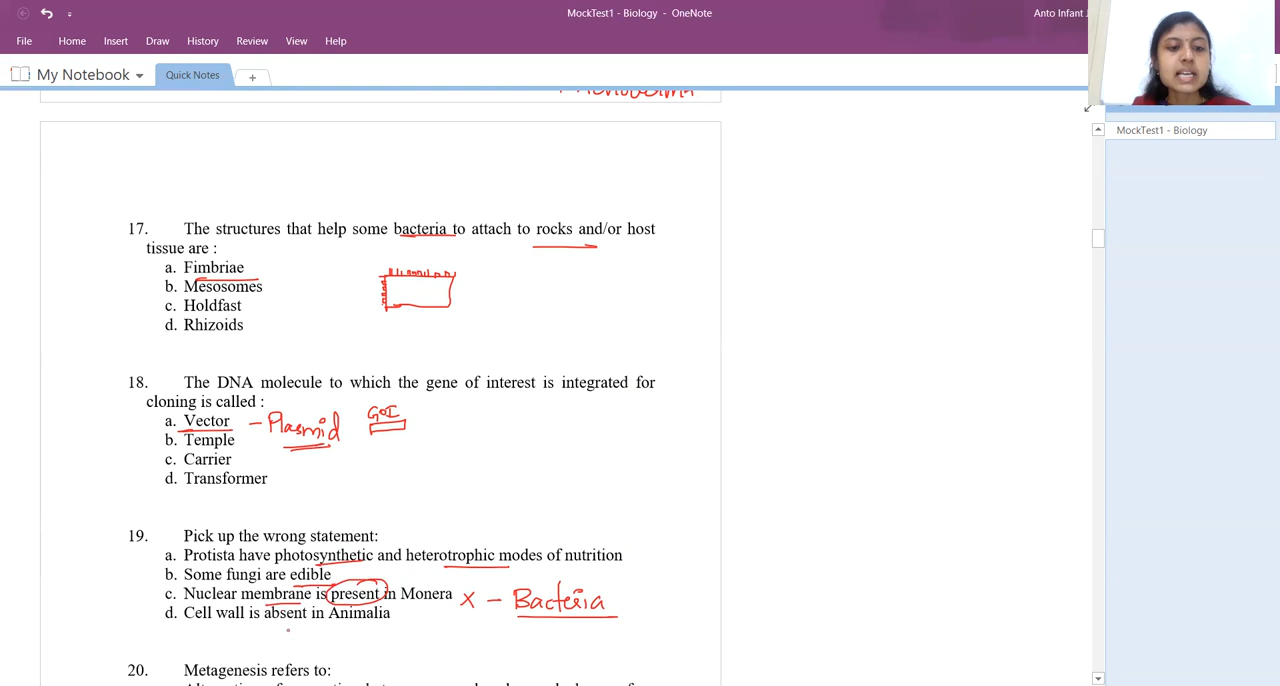 MockTest1 - Biology - OneNote
Anto Infant
File Home Insert Draw History Review View Help
My Notebook
Quick Notes
+
MockTest1 - Biology
17. The structures that help some bacteria to attach to rocks and/or host
tissue are :
a. Fimbriae
b. Mesosomes
c. Holdfast
d. Rhizoids
18. The DNA molecule to which the gene of interest is integrated for
cloning is called :
a. Vector - Plasmid GOI
b. Temple
c. Carrier
d. Transformer
19. Pick up the wrong statement:
a. Protista have photosynthetic and heterotrophic modes of nutrition
b. Some fungi are edible
c. Nuclear membrane is present in Monera X - Bacteria
d. Cell wall is absent in Animalia
20. Metagenesis refers to: